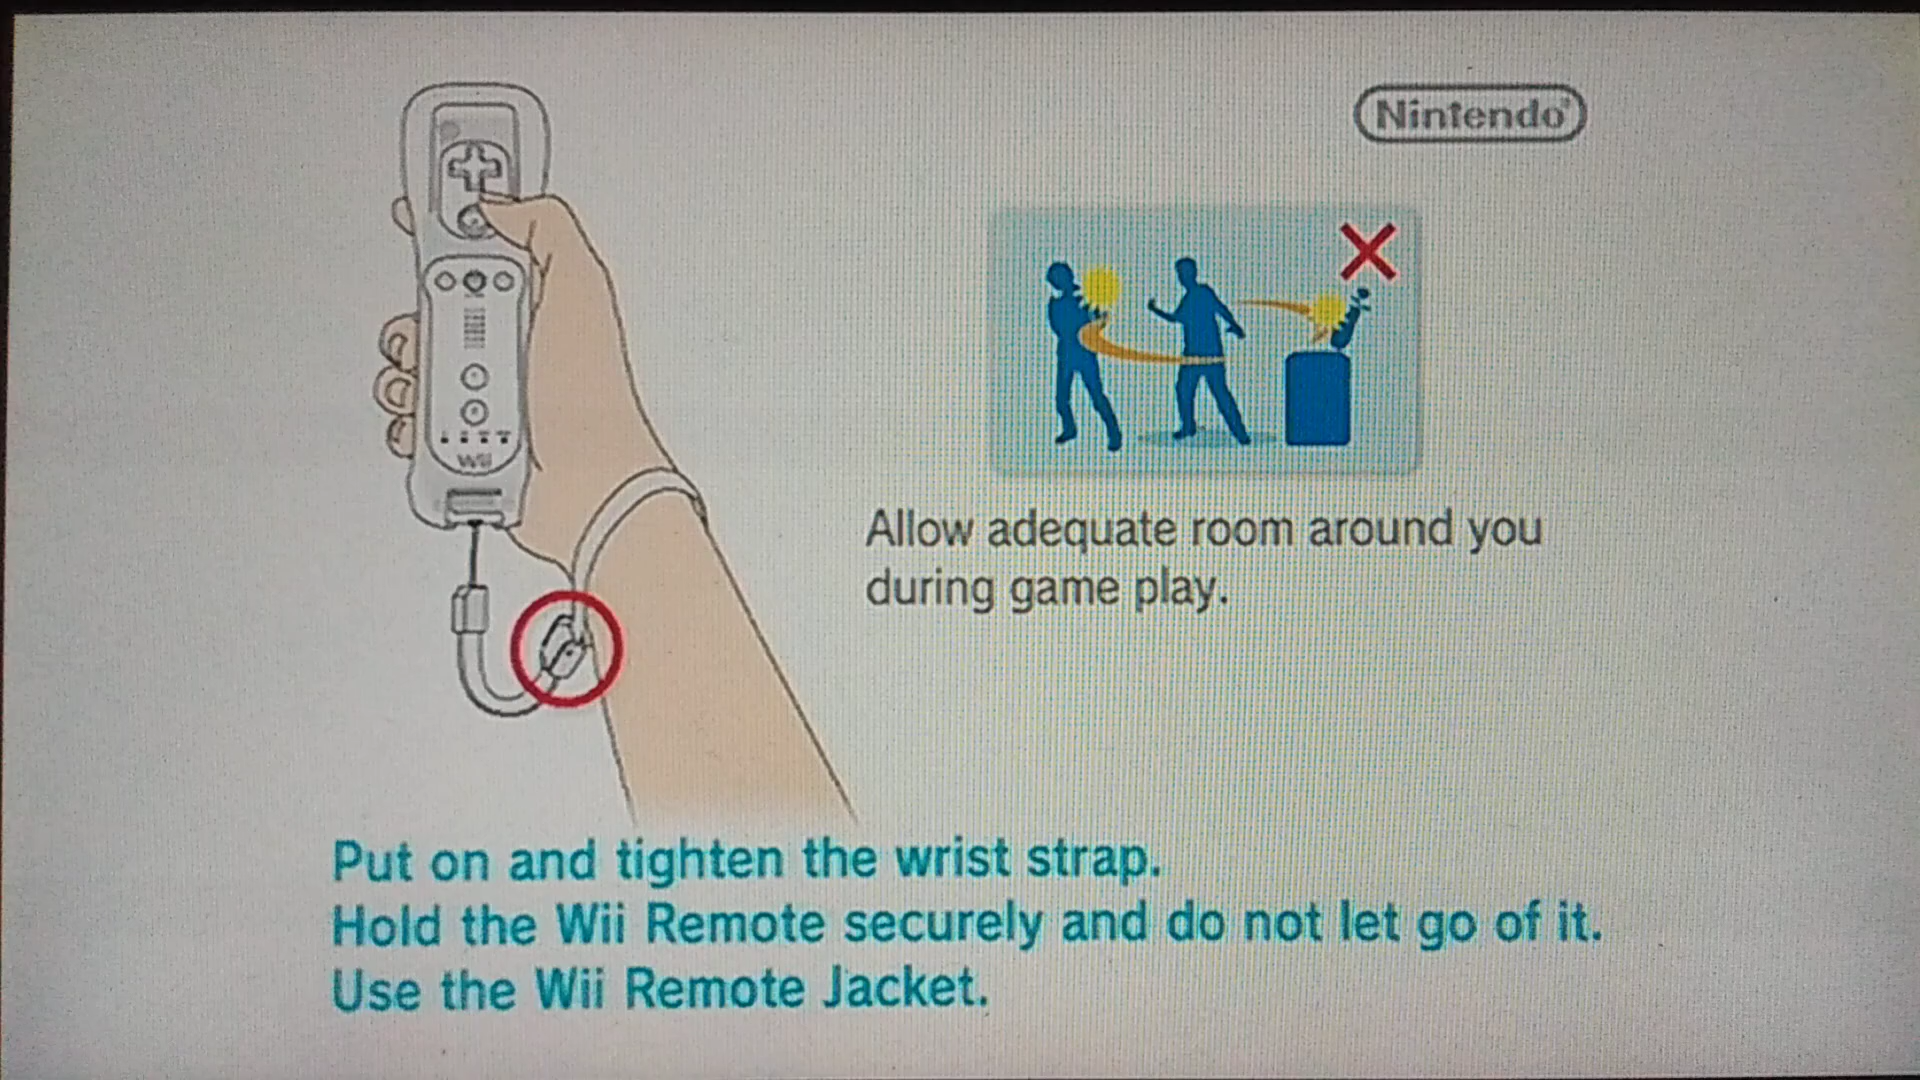 Nintendo
Wii
Allow adequate room around you
during game play.
Put on and tighten the wrist strap.
Hold the Wii Remote securely and do not let go of it.
Use the Wii Remote Jacket.